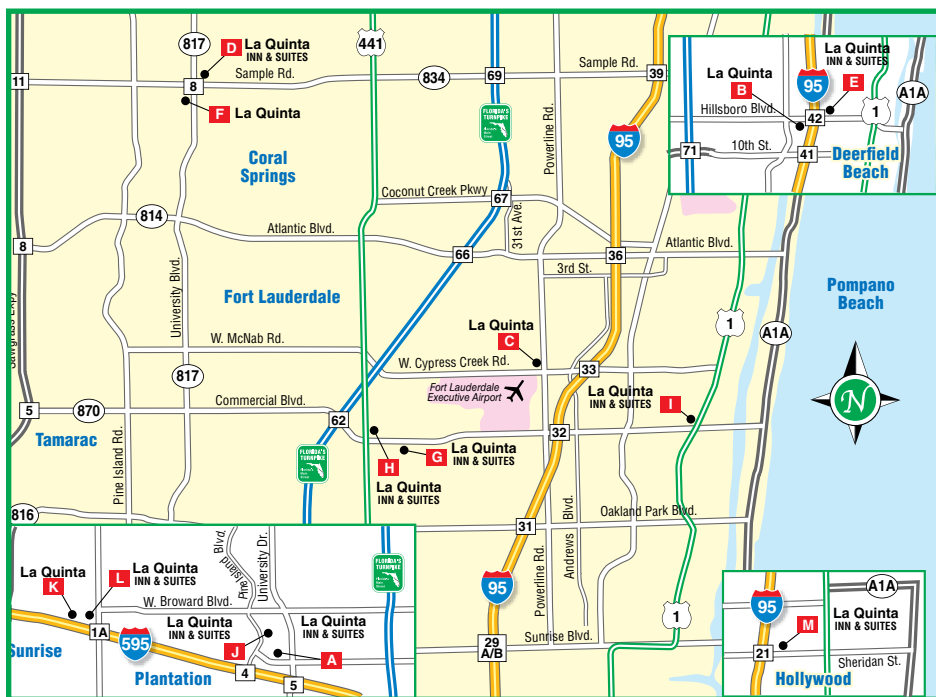 817
D
La Quinta
INN & SUITES
441
11
8
Sample Rd.
834
69
Sample Rd.
39
F
La Quinta
FLORIDA'S
TURNPIKE
Powerline Rd.
95
La Quinta
INN & SUITES
La Quinta
B
95
E
A1A
Hillsboro Blvd.
42
1
71
10th St.
41
Deerfield
Beach
Coral
Springs
Coconut Creek Pkwy
67
31st Ave.
814
Atlantic Blvd.
8
66
36
Atlantic Blvd.
3rd St.
University Blvd.
Fort Lauderdale
Pompano
Beach
W. McNab Rd.
La Quinta
C
1
A1A
W. Cypress Creek Rd.
33
817
Fort Lauderdale
Executive Airport
La Quinta
INN & SUITES
I
N
5
870
Commercial Blvd.
62
32
Tamarac
Pine Island Rd.
FLORIDA'S
TURNPIKE
H
La Quinta
INN & SUITES
G
La Quinta
INN & SUITES
816
31
Oakland Park Blvd.
Powerline Rd.
Andrews Blvd.
95
1
29
A/B
Sunrise Blvd.
La Quinta
K
L
La Quinta
INN & SUITES
Pine Island
Blvd.
University Dr.
FLORIDA'S
TURNPIKE
W. Broward Blvd.
1A
595
La Quinta
INN & SUITES
J
La Quinta
INN & SUITES
A
Sunrise
Plantation
4
5
95
A1A
La Quinta
INN & SUITES
M
21
Sheridan St.
Hollywood